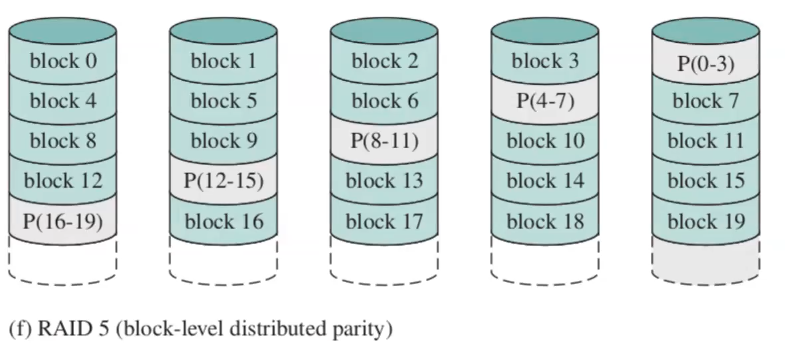 block 0 block 1 block 2 block 3 P(0-3)
block 4 block 5 block 6 P(4-7) block 7
block 8 block 9 P(8-11) block 10 block 11
block 12 P(12-15) block 13 block 14 block 15
P(16-19) block 16 block 17 block 18 block 19
(f) RAID 5 (block-level distributed parity)